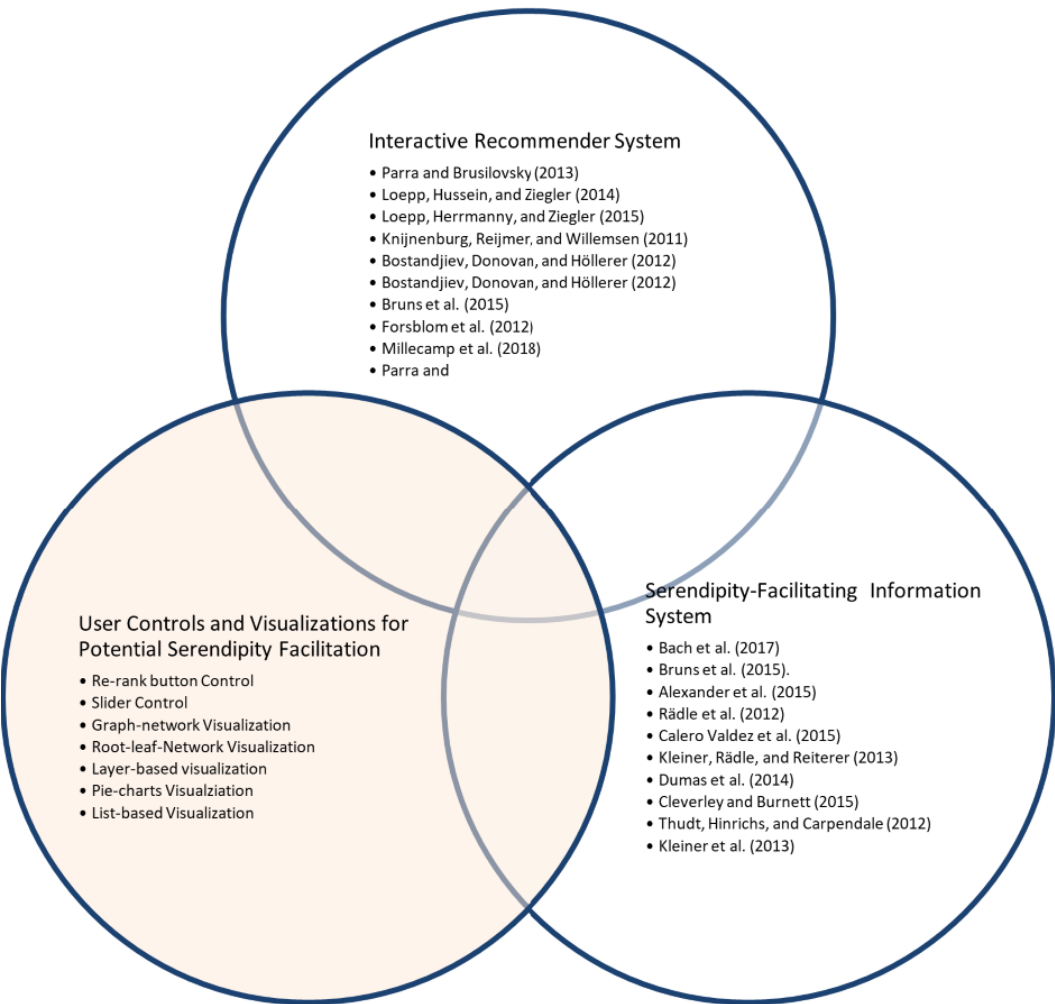 Interactive Recommender System
• Parra and Brusilovsky (2013)
• Loepp, Hussein, and Ziegler (2014)
• Loepp, Herrmanny, and Ziegler (2015)
• Knijnenburg, Reijmer, and Willemsen (2011)
• Bostandjiev, Donovan, and Höllerer (2012)
• Bostandjiev, Donovan, and Höllerer (2012)
• Bruns et al. (2015)
• Forsblom et al. (2012)
• Millecamp et al. (2018)
• Parra and
User Controls and Visualizations for
Potential Serendipity Facilitation
• Re-rank button Control
• Slider Control
• Graph-network Visualization
• Root-leaf-Network Visualization
• Layer-based visualization
• Pie-charts Visualziation
• List-based Visualization
Serendipity-Facilitating Information
System
• Bach et al. (2017)
• Bruns et al. (2015).
• Alexander et al. (2015)
• Rädle et al. (2012)
• Calero Valdez et al. (2015)
• Kleiner, Rädle, and Reiterer (2013)
• Dumas et al. (2014)
• Cleverley and Burnett (2015)
• Thudt, Hinrichs, and Carpendale (2012)
• Kleiner et al. (2013)